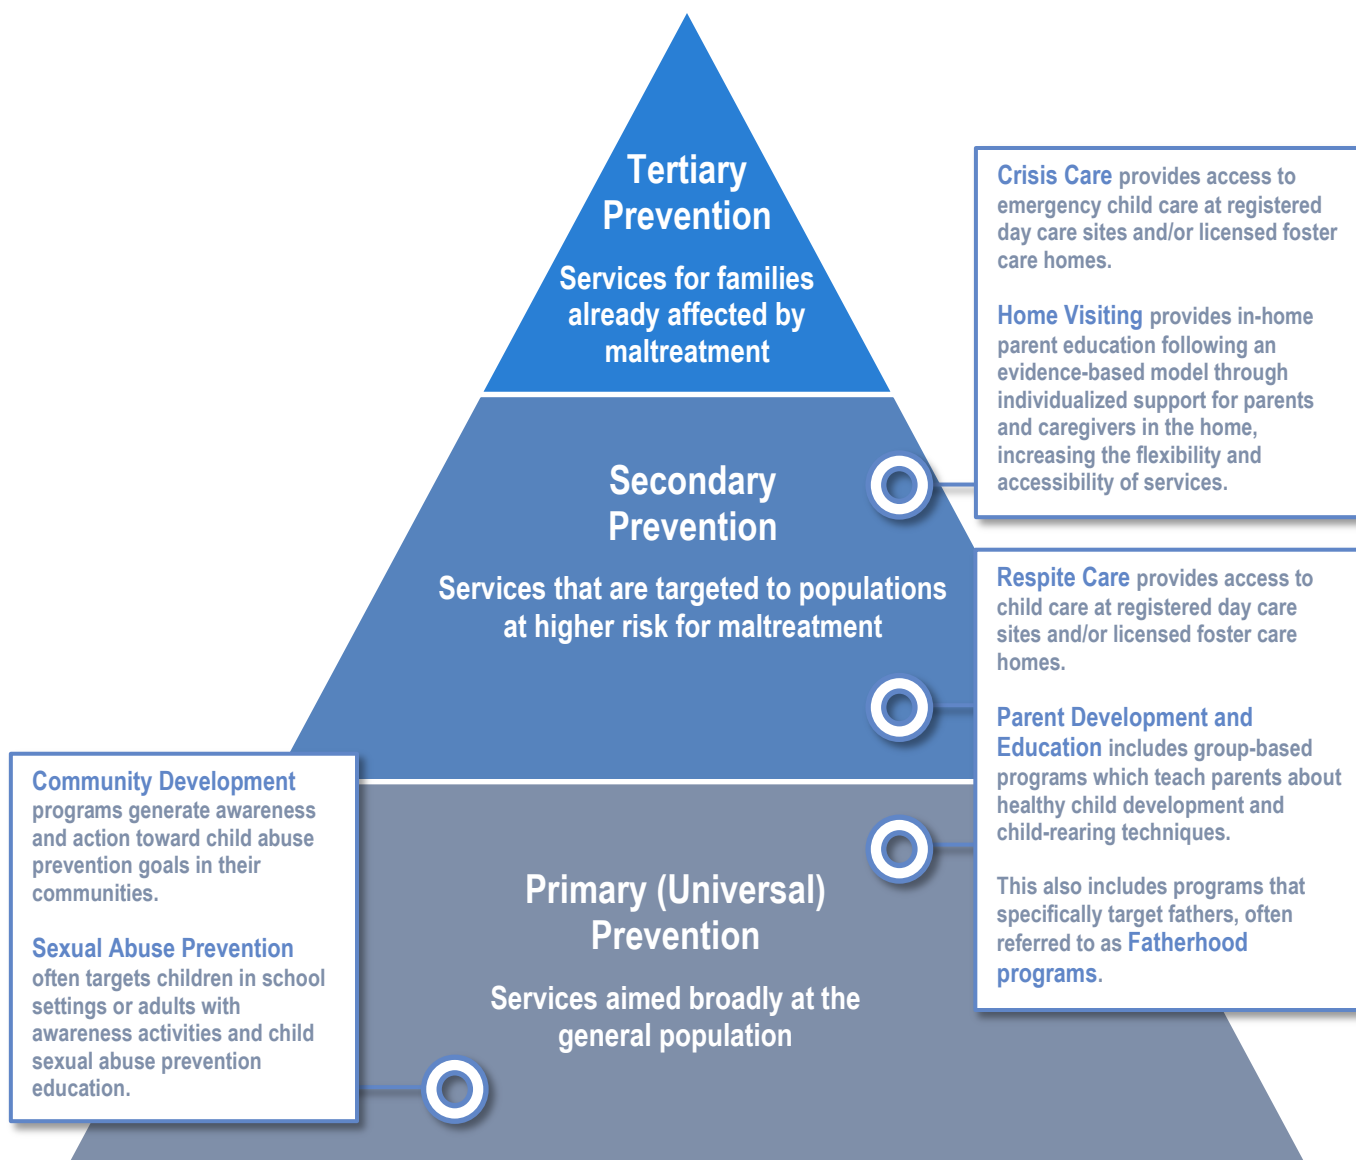 Tertiary
Prevention
Services for families
already affected by
maltreatment
Crisis Care provides access to
emergency child care at registered
day care sites and/or licensed foster
care homes.
Home Visiting provides in-home
parent education following an
evidence-based model through
individualized support for parents
and caregivers in the home,
increasing the flexibility and
accessibility of services.
Secondary
Prevention
Services that are targeted to populations
at higher risk for maltreatment
Respite Care provides access to
child care at registered day care
sites and/or licensed foster care
homes.
Parent Development and
Education includes group-based
programs which teach parents about
healthy child development and
child-rearing techniques.
This also includes programs that
specifically target fathers, often
referred to as Fatherhood
programs.
Community Development
programs generate awareness
and action toward child abuse
prevention goals in their
communities.
Sexual Abuse Prevention
often targets children in school
settings or adults with
awareness activities and child
sexual abuse prevention
education.
Primary (Universal)
Prevention
Services aimed broadly at the
general population